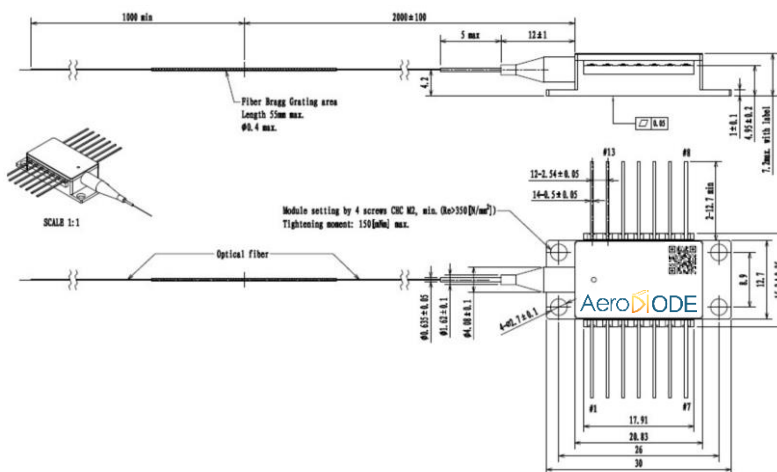 1000 min
2000±100
5 max
12±1
4.2
Fiber Bragg Grating area
Length 55mm max.
Φ0.4 max.
0.05
1±0.1
4.95±0.2
7.2max. with label
SCALE 1:1
#13
#8
12-2.54±0.05
14-0.5±0.05
2-12.7 min
Module setting by 4 screws CHC M2, min. (Re>350[N/mm²])
Tightening moment: 150[mNm] max.
Optical fiber
Φ0.635±0.05
Φ1.62±0.1
Φ4.08±0.1
4-Φ2.7±0.1
AeroDIODE
8.9
12.7
#1
#7
17.91
20.83
26
30